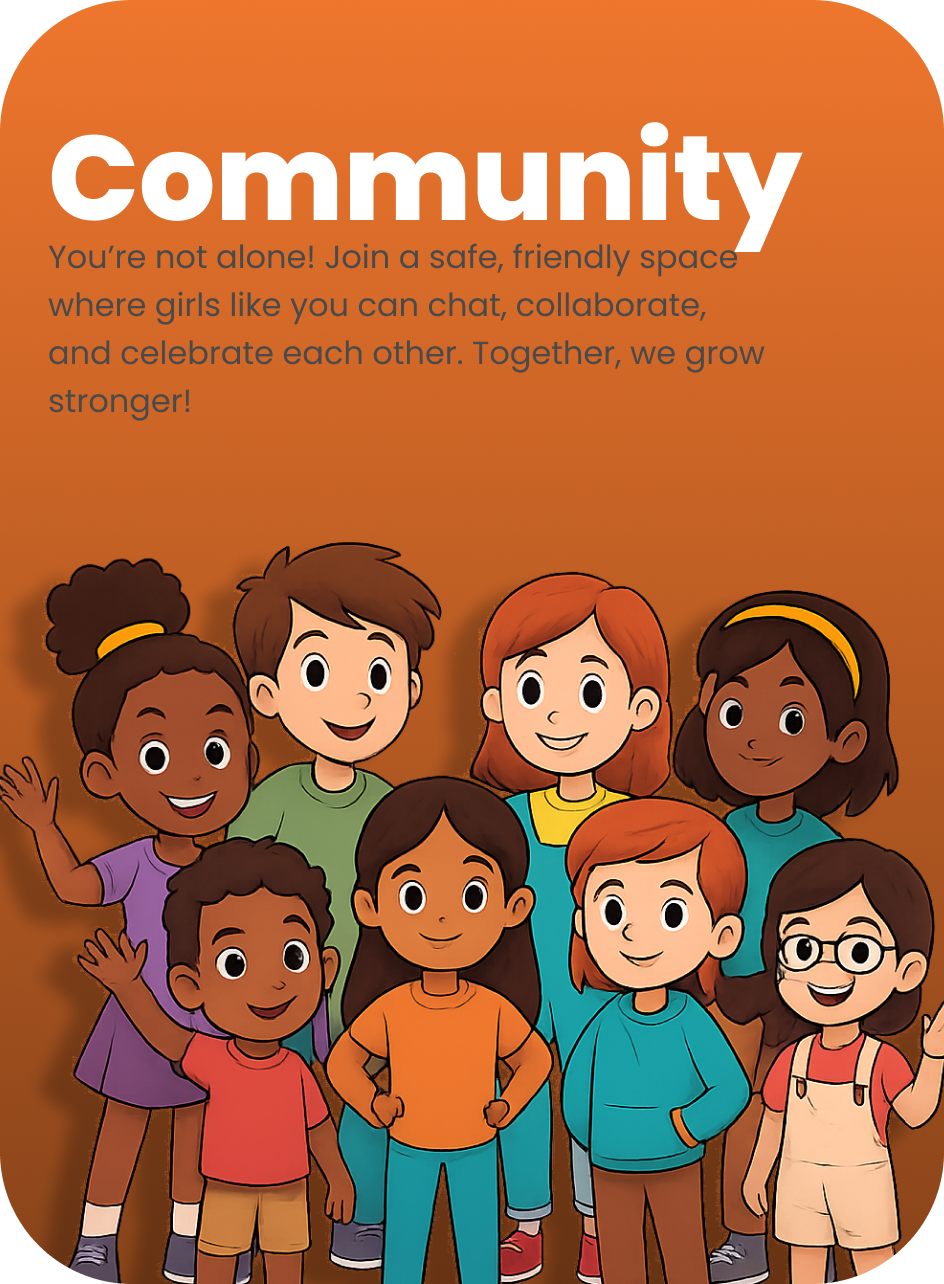 Community
You’re not alone! Join a safe, friendly space
where girls like you can chat, collaborate,
and celebrate each other. Together, we grow
stronger!